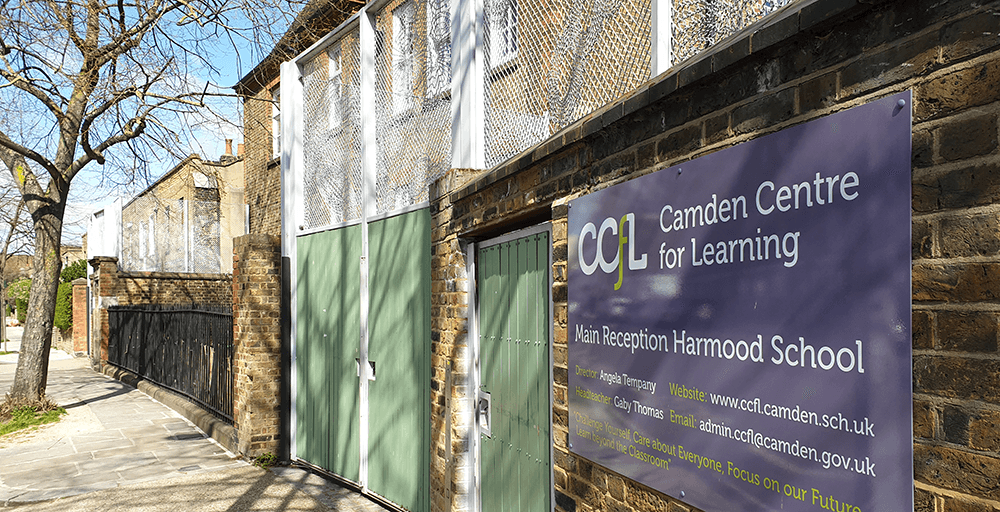 CCfL
Camden Centre
for Learning
Main Reception Harmood School
Director: Angela Tempany Website: www.ccfl.camden.sch.uk
Headteacher: Gaby Thomas Email: admin.ccfl@camden.gov.uk
"Challenge Yourself, Care about Everyone, Focus on our Future
Learn beyond the Classroom"